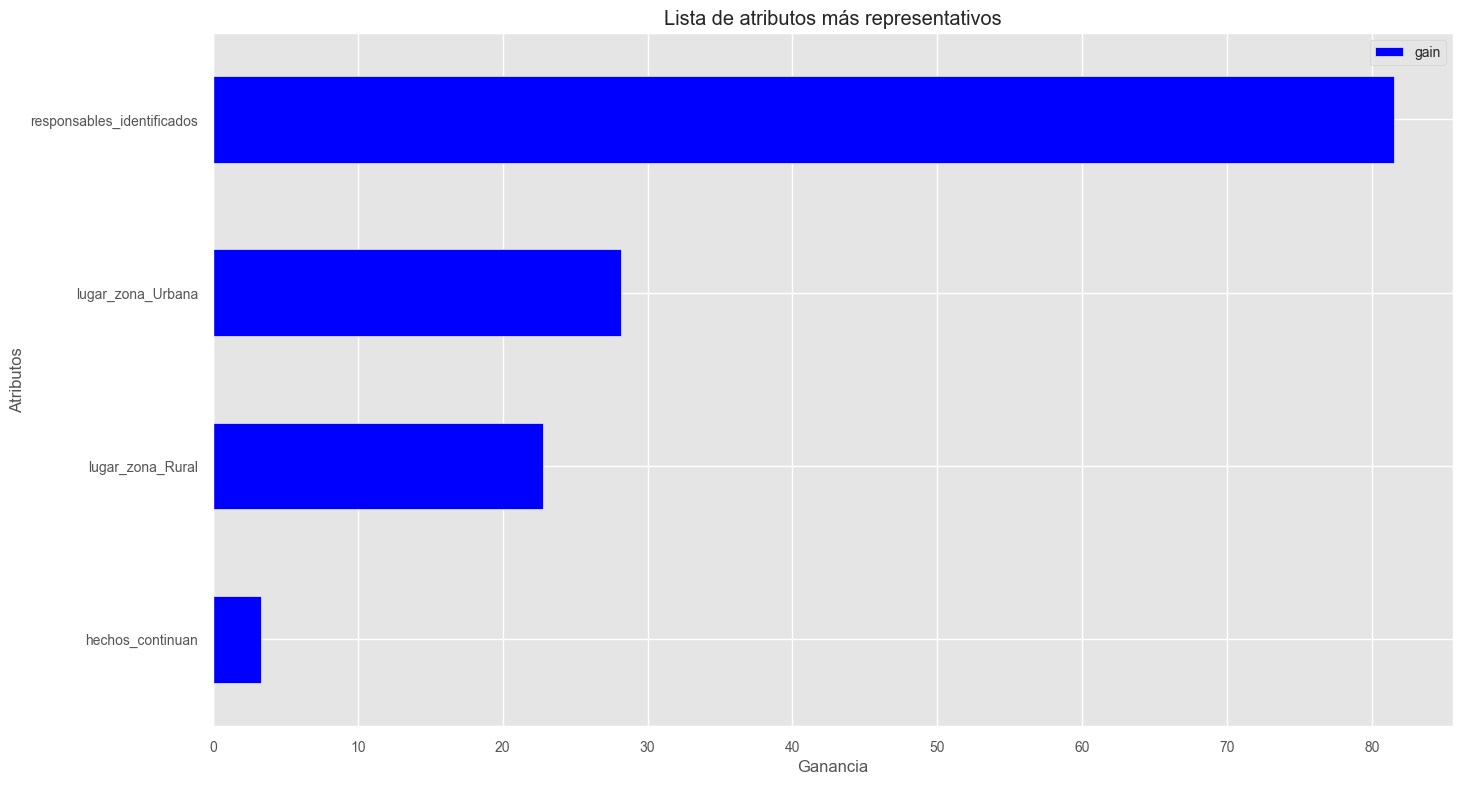 Lista de atributos más representativos
gain
responsables_identificados
lugar_zona_Urbana
lugar_zona_Rural
hechos_continuan
Atributos
0 10 20 30 40 50 60 70 80
Ganancia